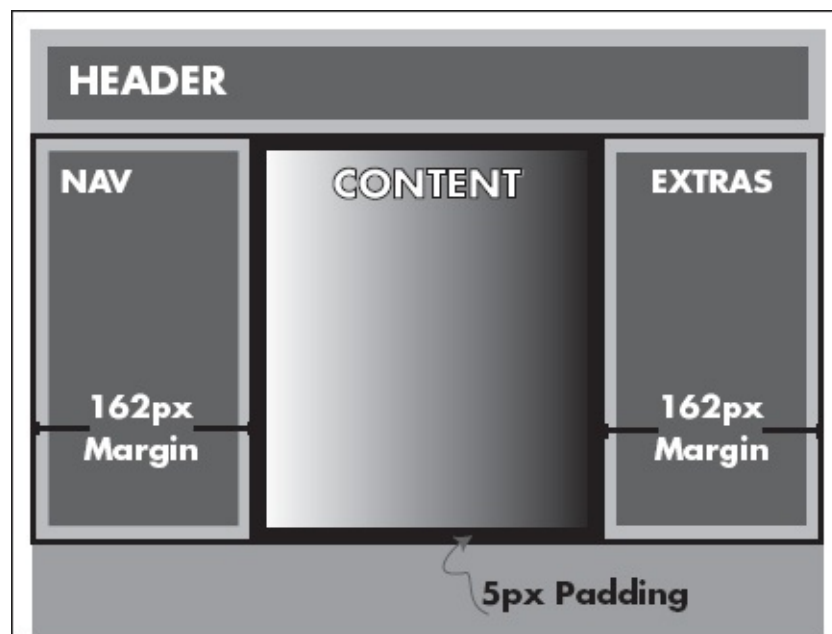 HEADER
NAV
CONTENT
EXTRAS
162px
Margin
162px
Margin
5px Padding